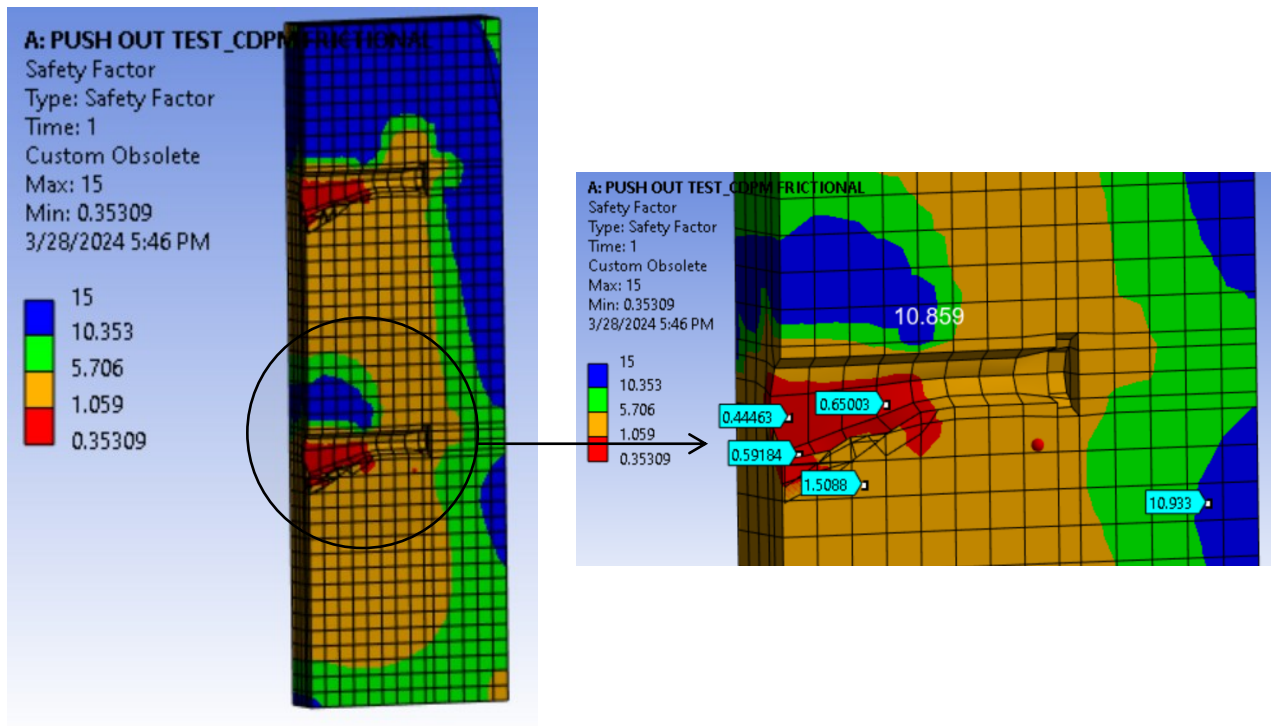 A: PUSH OUT TEST_CDPM FRICTIONAL
Safety Factor
Type: Safety Factor
Time: 1
Custom Obsolete
Max: 15
Min: 0.35309
3/28/2024 5:46 PM
15
10.353
5.706
1.059
0.35309
A: PUSH OUT TEST_CDPM FRICTIONAL
Safety Factor
Type: Safety Factor
Time: 1
Custom Obsolete
Max: 15
Min: 0.35309
3/28/2024 5:46 PM
15
10.353
5.706
1.059
0.35309
10.859
0.65003
0.44463
0.59184
1.5088
10.933